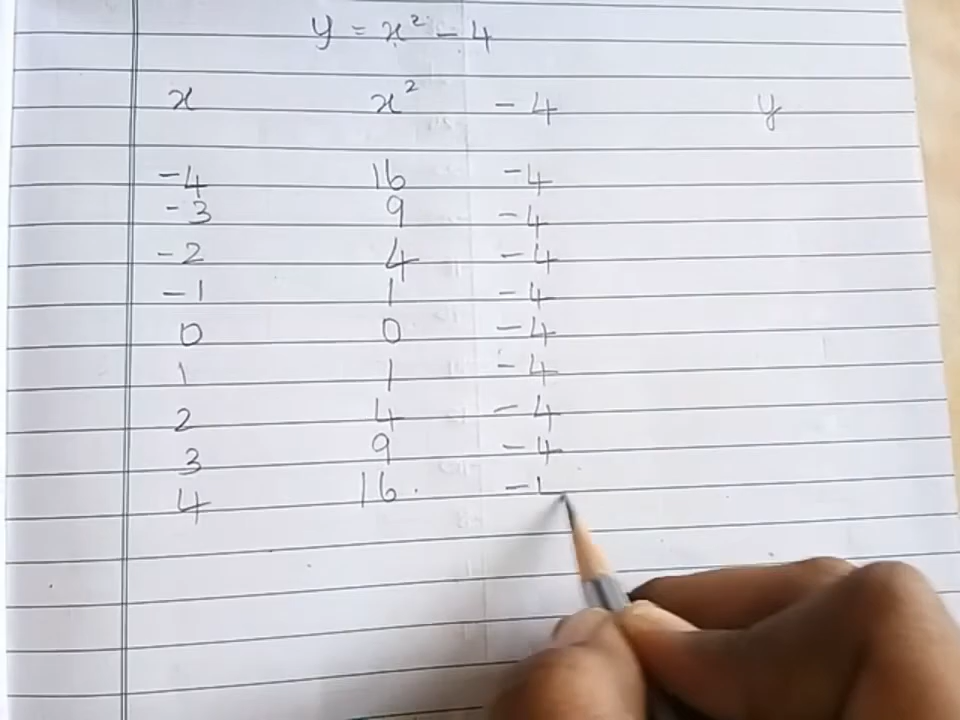 y = x² - 4
x x² - 4 y
-4 16 -4
-3 9 -4
-2 4 -4
-1 1 -4
0 0 -4
1 1 -4
2 4 -4
3 9 -4
4 16 -